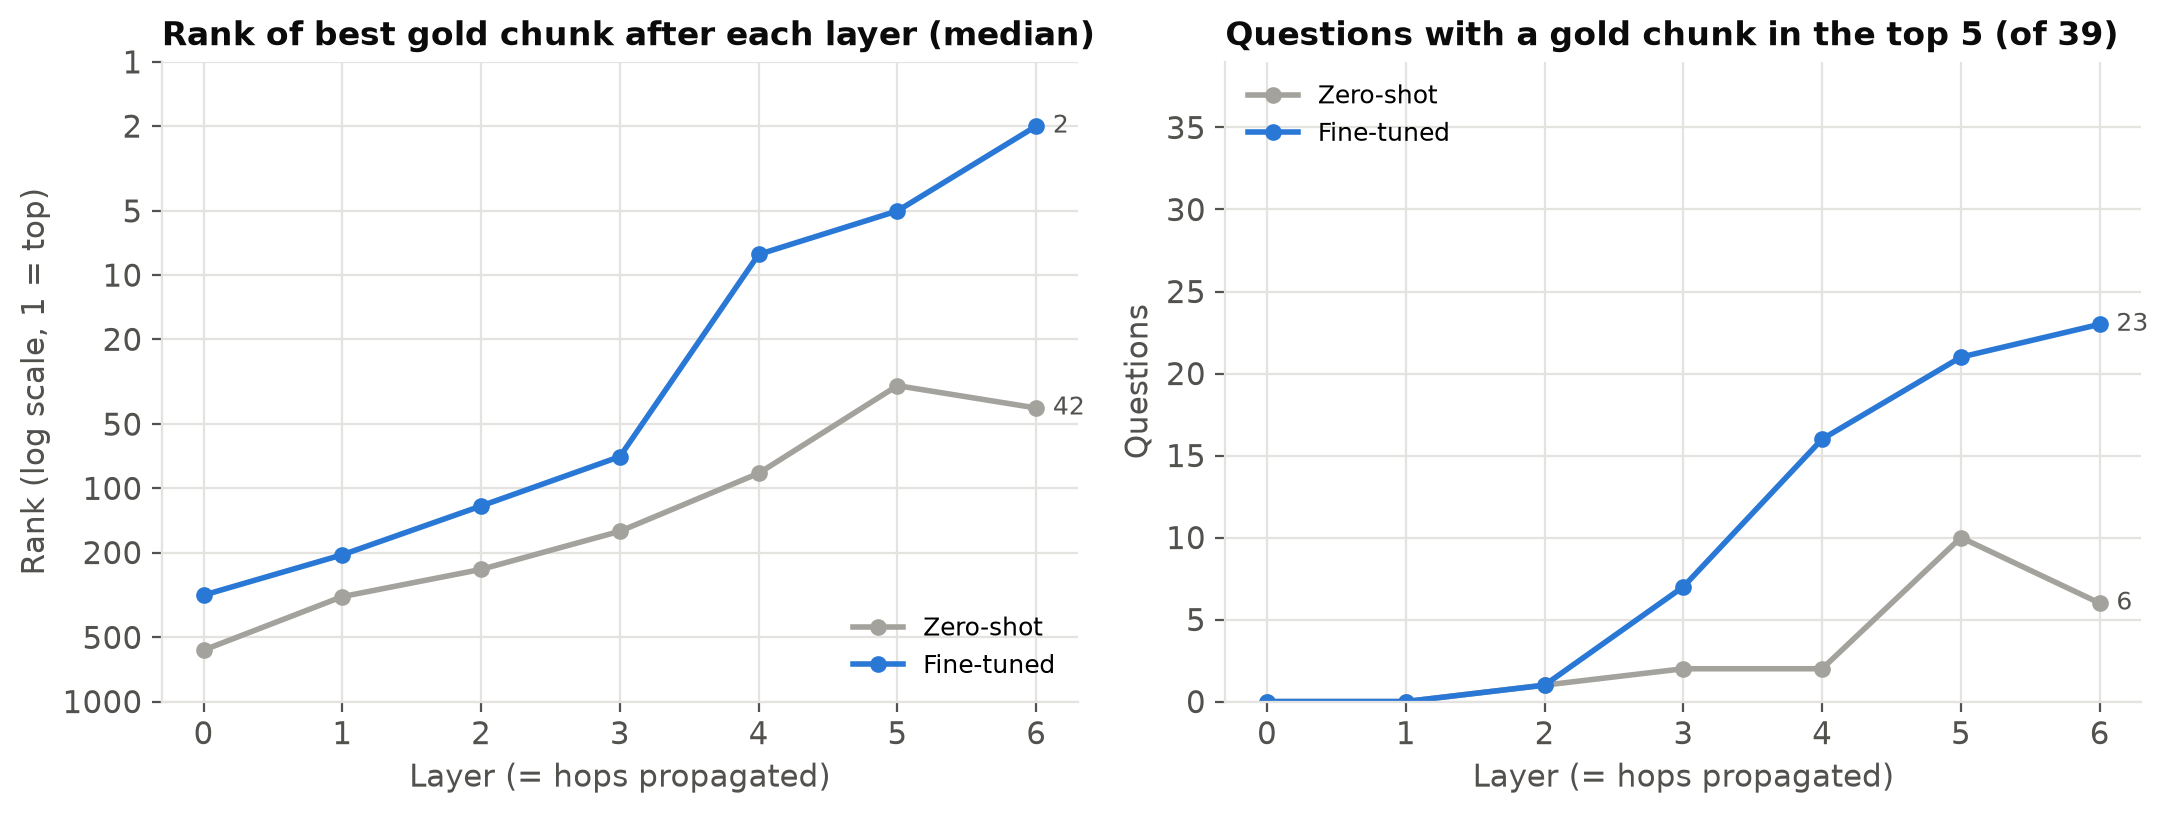 Rank of best gold chunk after each layer (median)
Rank (log scale, 1 = top)
1
2
5
10
20
50
100
200
500
1000
2
42
Zero-shot
Fine-tuned
0 1 2 3 4 5 6
Layer (= hops propagated)
Questions with a gold chunk in the top 5 (of 39)
Zero-shot
Fine-tuned
Questions
35
30
25
20
15
10
5
0
23
6
0 1 2 3 4 5 6
Layer (= hops propagated)